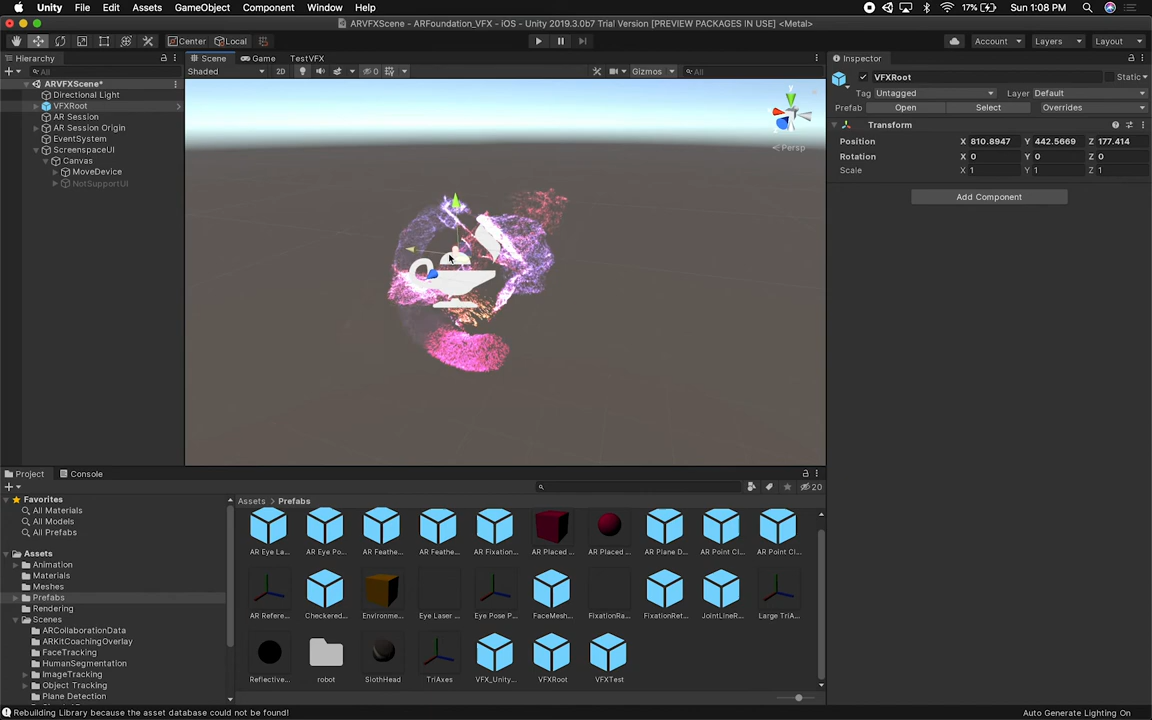 Unity File Edit Assets GameObject Component Window Help 17% Sun 1:08 PM
ARVFXScene - ARFoundation_VFX - iOS - Unity 2019.3.0b7 Trial Version [PREVIEW PACKAGES IN USE] <Metal>
Center Local Account Layers Layout
Hierarchy Scene Game TestVFX Inspector
All Shaded 2D 0 Gizmos All VFXRoot Static
ARVFXScene*
Directional Light
VFXRoot
AR Session
AR Session Origin
EventSystem
ScreenspaceUI
Canvas
MoveDevice
NotSupportUI
y
< Persp
Tag Untagged Layer Default
Prefab Open Select Overrides
Transform
Position X 810.8947 Y 442.5669 Z 177.414
Rotation X 0 Y 0 Z 0
Scale X 1 Y 1 Z 1
Add Component
Project Console
20
Favorites
All Materials
All Models
All Prefabs
Assets
Animation
Materials
Meshes
Prefabs
Rendering
Scenes
ARCollaborationData
ARKitCoachingOverlay
FaceTracking
HumanSegmentation
ImageTracking
Object Tracking
Plane Detection
Assets > Prefabs
AR Eye La... AR Eye Po... AR Feathe... AR Feathe... AR Fixation... AR Placed ... AR Placed ... AR Plane D... AR Point Cl... AR Point Cl...
AR Refere... Checkered... Environme... Eye Laser ... Eye Pose P... FaceMesh... FixationRa... FixationRet... JointLineR... Large TriA...
Reflective... robot SlothHead TriAxes VFX_Unity... VFXRoot VFXTest
Rebuilding Library because the asset database could not be found! Auto Generate Lighting On